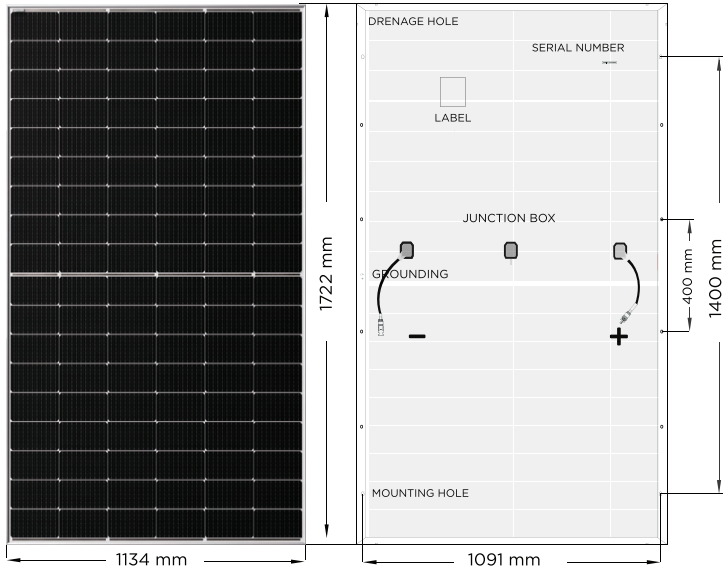 DRENAGE HOLE
SERIAL NUMBER
LABEL
JUNCTION BOX
GROUNDING
1722 mm
400 mm
1400 mm
MOUNTING HOLE
1134 mm
1091 mm